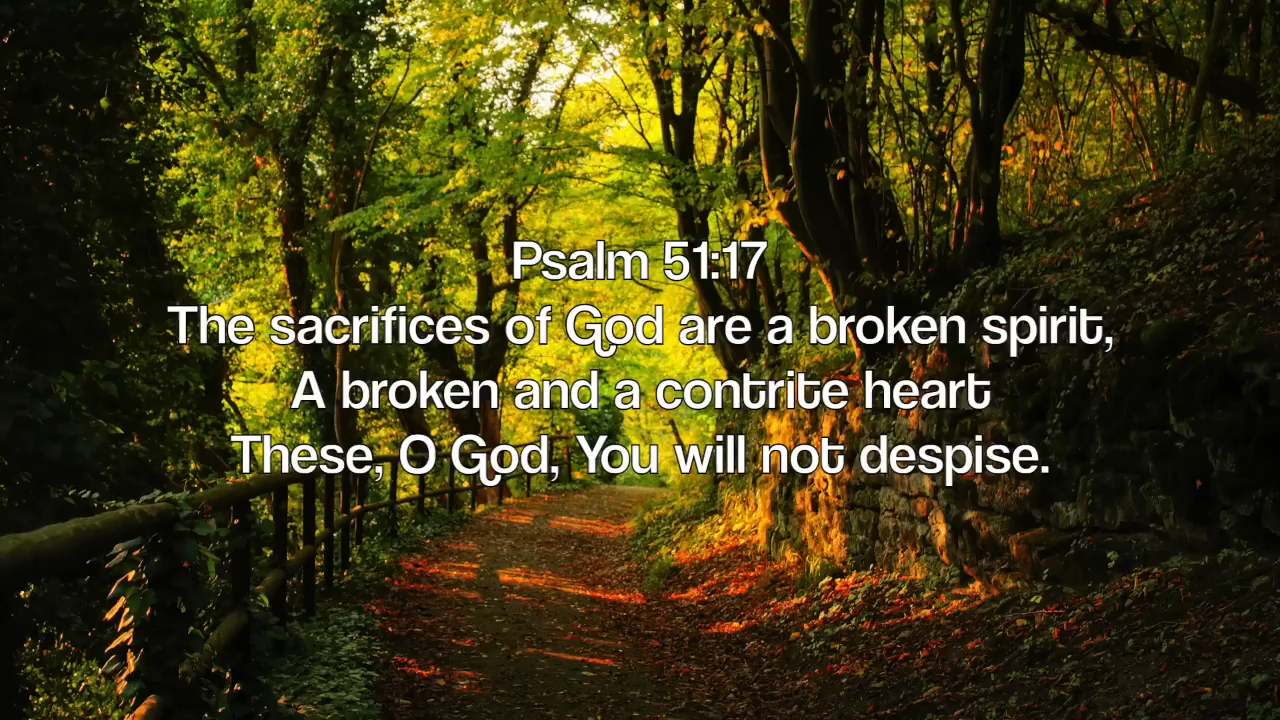 Psalm 51:17
The sacrifices of God are a broken spirit,
A broken and a contrite heart
These, O God, You will not despise.